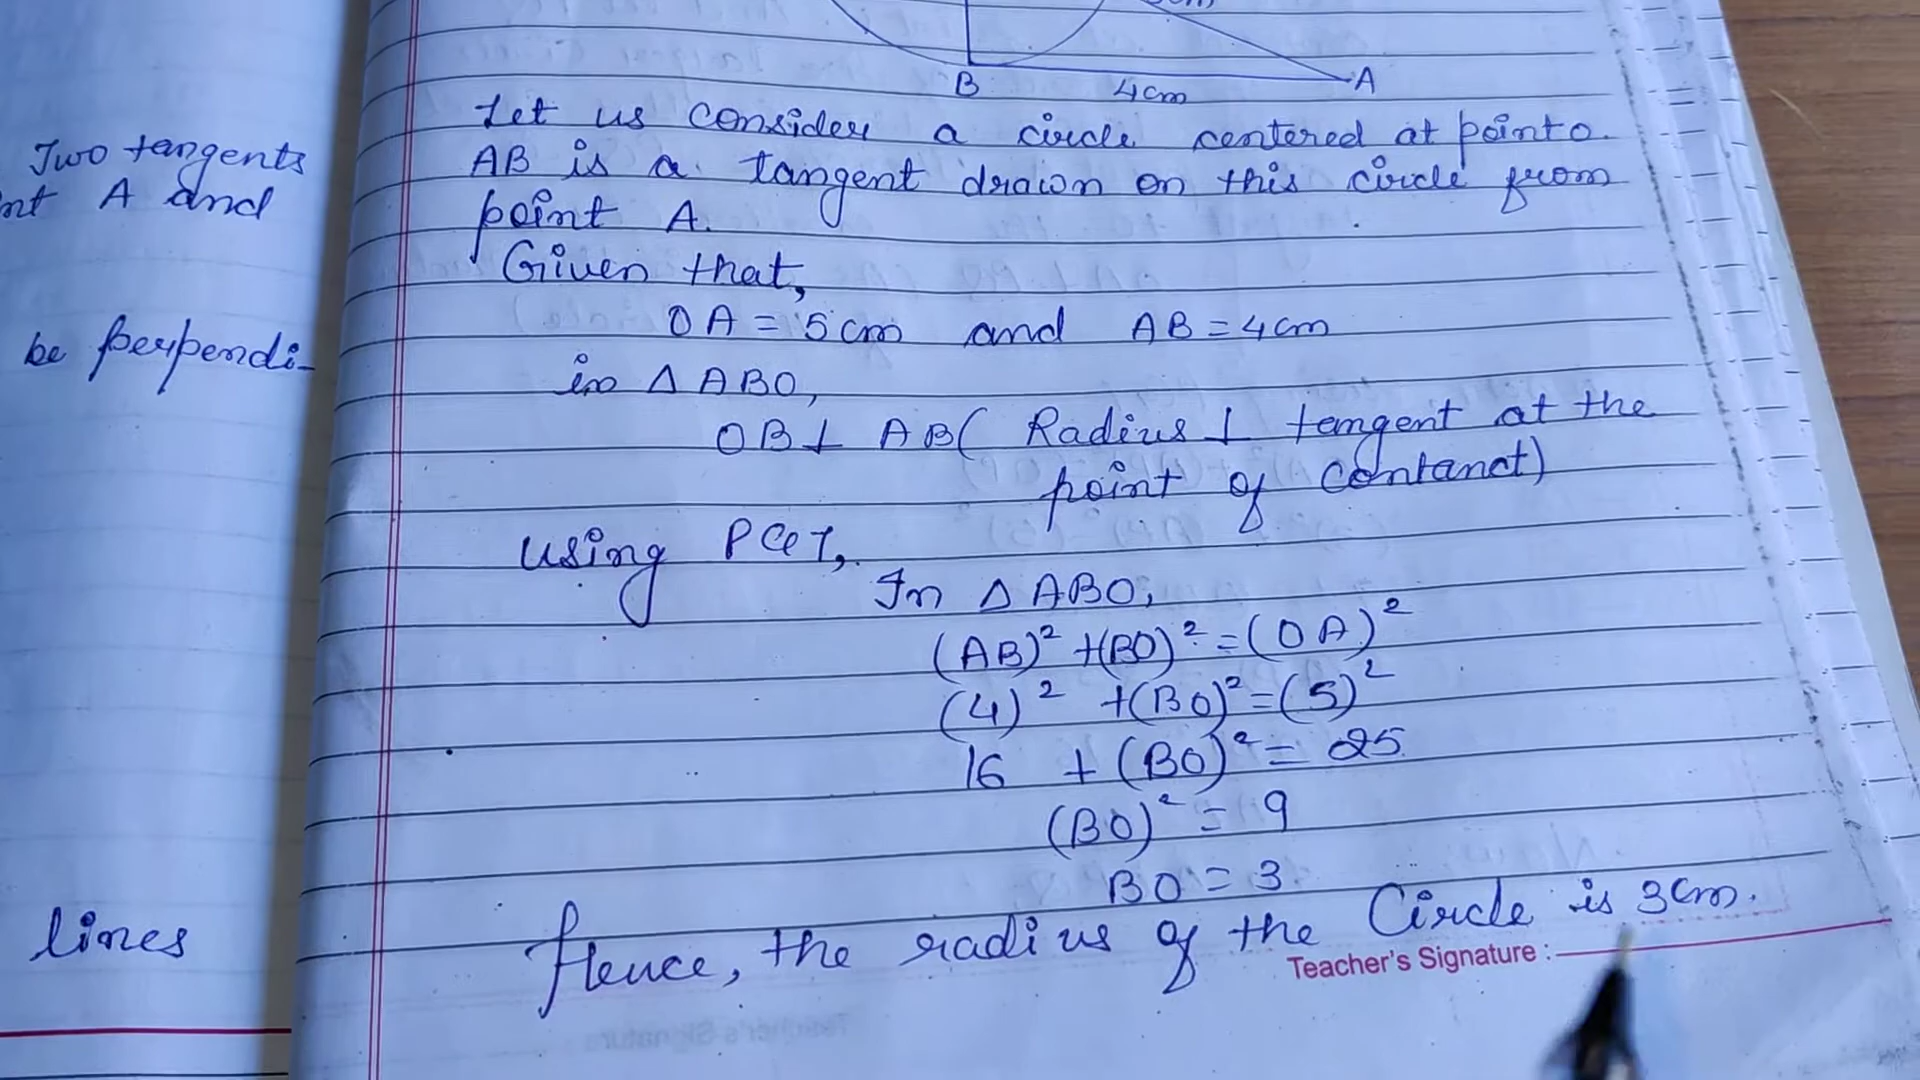 Two tangents
nt A and
be perpendi-
lines
B 4cm A
Let us consider a circle centered at point O.
AB is a tangent drawn on this circle from
point A.
Given that,
OA = 5cm and AB = 4cm
in △ ABO,
OB ⊥ AB ( Radius ⊥ tangent at the
point of contanct)
using PGT,
In △ ABO,
(AB)² + (BO)² = (OA)²
(4)² + (BO)² = (5)²
16 + (BO)² = 25
(BO)² = 9
BO = 3
Hence, the radius of the Circle is 3cm.
Teacher's Signature :